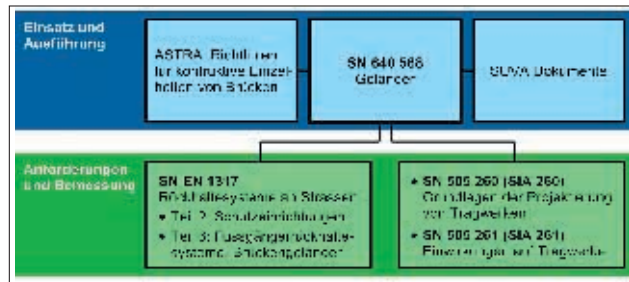 Einsatz und
Ausführung
ASTRA Richtlinien
für konstruktive Einzel-
heiten von Brücken
SN 640 568
Geländer
SUVA Dokumente
Anforderungen
und Bemessung
SN EN 1317
Rückhaltesysteme an Strassen
• Teil 2: Schutzeinrichtungen
• Teil 3: Fussgängerrückhalte-
systeme, Brückengeländer
• SN 505 260 (SIA 260)
Grundlagen der Projektierung
von Tragwerken
• SN 505 261 (SIA 261)
Einwirkungen auf Tragwerke